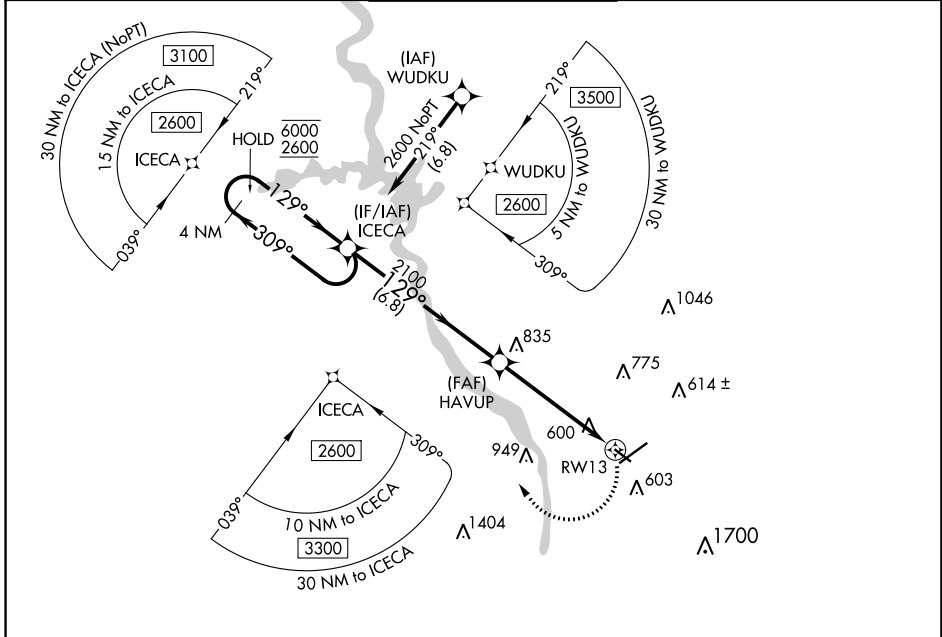 30 NM to ICECA (NoPT)
3100
15 NM to ICECA
2600
ICECA
219°
039°
HOLD
6000
2600
4 NM
129°
309°
(IF/IAF)
ICECA
(IAF)
WUDKU
2600 NoPT
219°
(6.8)
219°
3500
WUDKU
2600
5 NM to WUDKU
30 NM to WUDKU
309°
2100
129°
(6.8)
1046
835
775
614 ±
(FAF)
HAVUP
600
949
RW13
603
ICECA
2600
309°
039°
10 NM to ICECA
3300
30 NM to ICECA
1404
1700